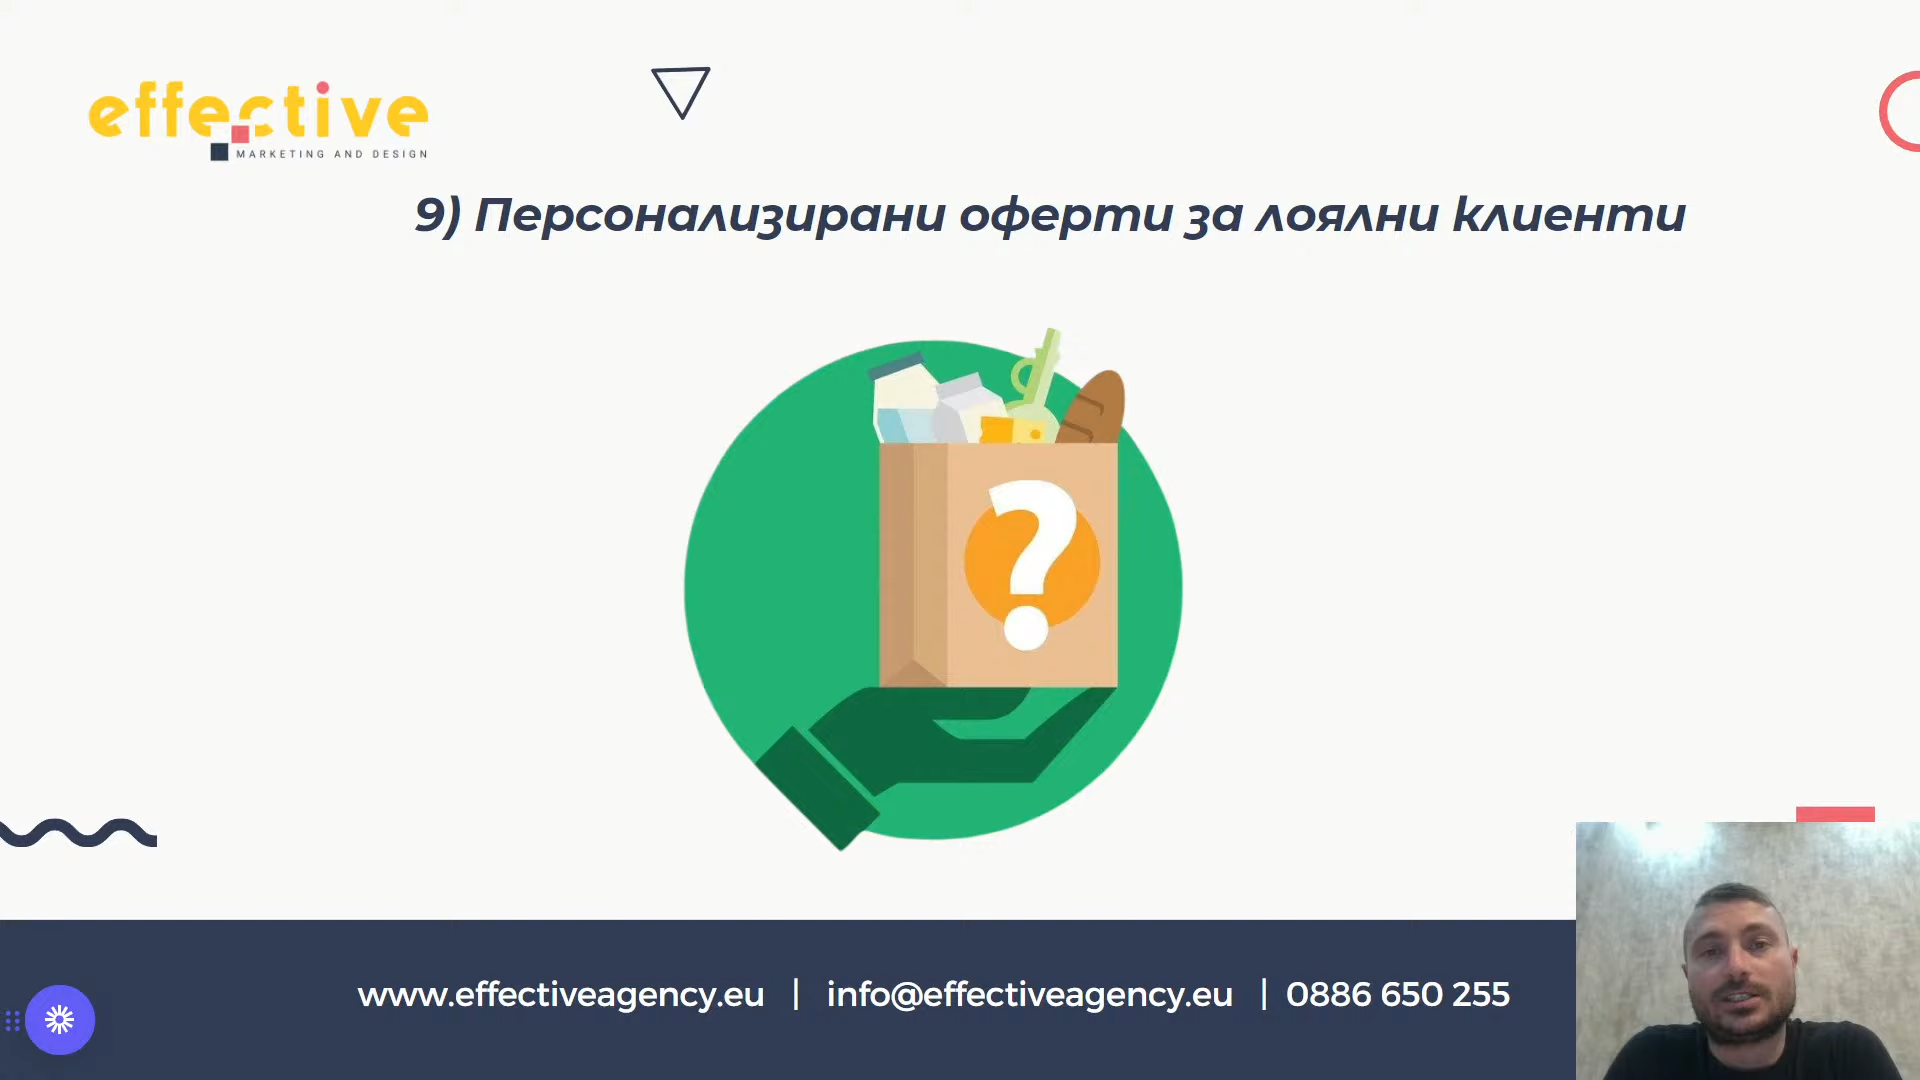 effective
MARKETING AND DESIGN
9) Персонализирани оферти за лоялни клиенти
?
www.effectiveagency.eu | info@effectiveagency.eu | 0886 650 255